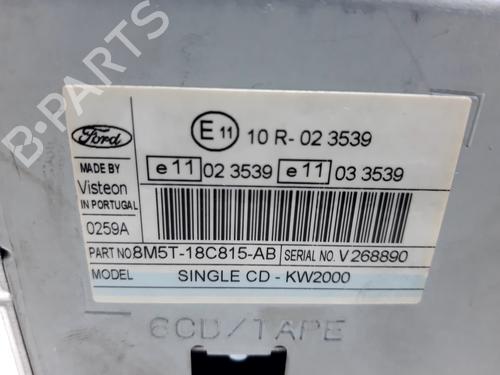 B-PARTS
Ford
E 11 10 R- 02 3539
MADE BY
Visteon
IN PORTUGAL
e 11 02 3539 e 11 03 3539
0259A
PART NO 8M5T-18C815-AB SERIAL NO. V 268890
MODEL SINGLE CD - KW2000
6CD/TAPE